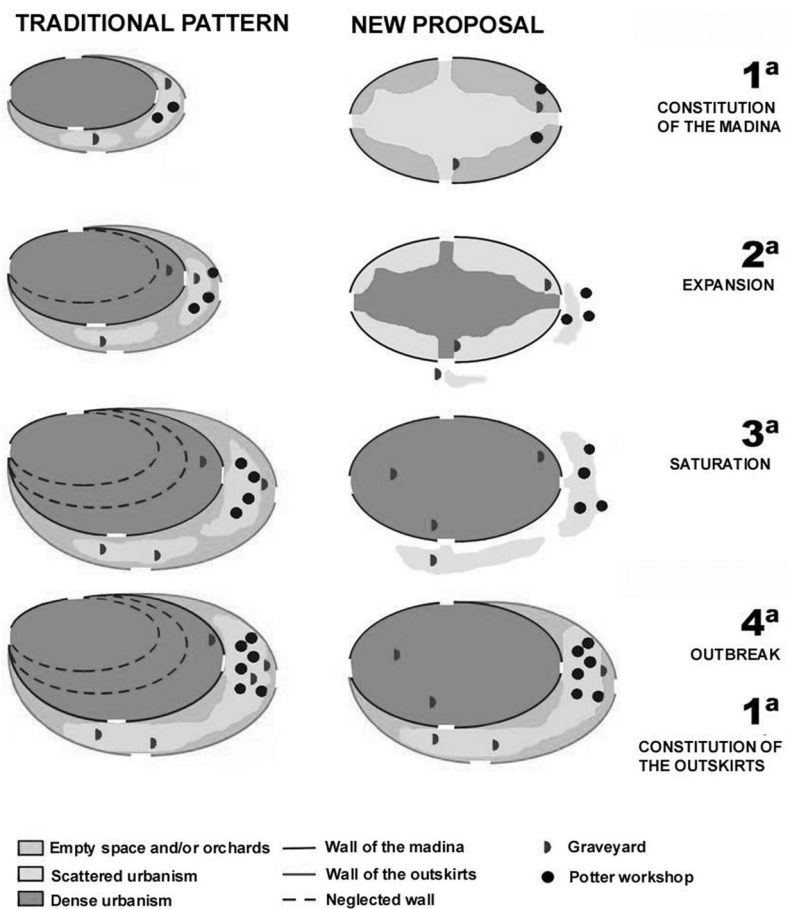 TRADITIONAL PATTERN
NEW PROPOSAL
1ª
CONSTITUTION
OF THE MADINA
2ª
EXPANSION
3ª
SATURATION
4ª
OUTBREAK
1ª
CONSTITUTION OF
THE OUTSKIRTS
Empty space and/or orchards
Scattered urbanism
Dense urbanism
Wall of the madina
Wall of the outskirts
Neglected wall
Graveyard
Potter workshop